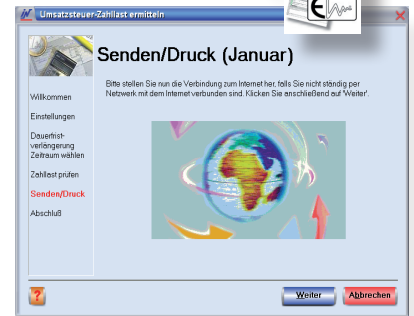 Umsatzsteuer-Zahllast ermitteln
Senden/Druck (Januar)
Bitte stellen Sie nun die Verbindung zum Internet her, falls Sie nicht ständig per
Netzwerk mit dem Internet verbunden sind. Klicken Sie anschließend auf 'Weiter'.
Willkommen
Einstellungen
Dauerfrist-
verlängerung
Zeitraum wählen
Zahllast prüfen
Senden/Druck
Abschluß
?
Weiter
Abbrechen